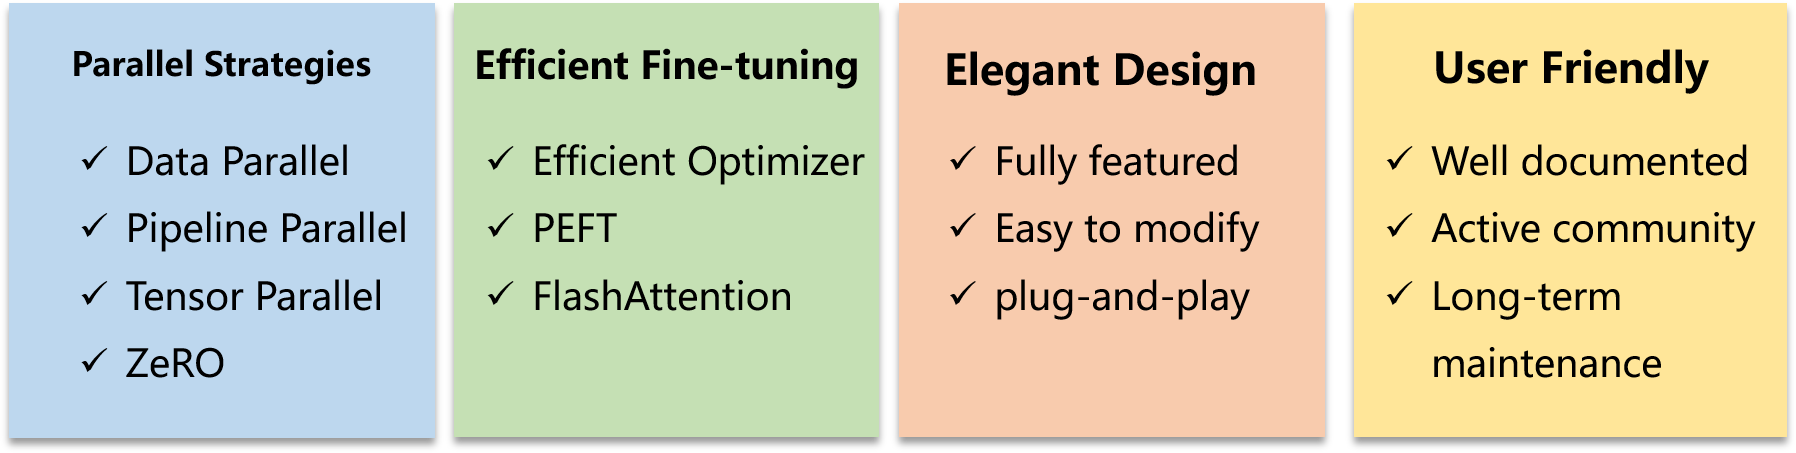 Parallel Strategies
✓ Data Parallel
✓ Pipeline Parallel
✓ Tensor Parallel
✓ ZeRO
Efficient Fine-tuning
✓ Efficient Optimizer
✓ PEFT
✓ FlashAttention
Elegant Design
✓ Fully featured
✓ Easy to modify
✓ plug-and-play
User Friendly
✓ Well documented
✓ Active community
✓ Long-term
maintenance